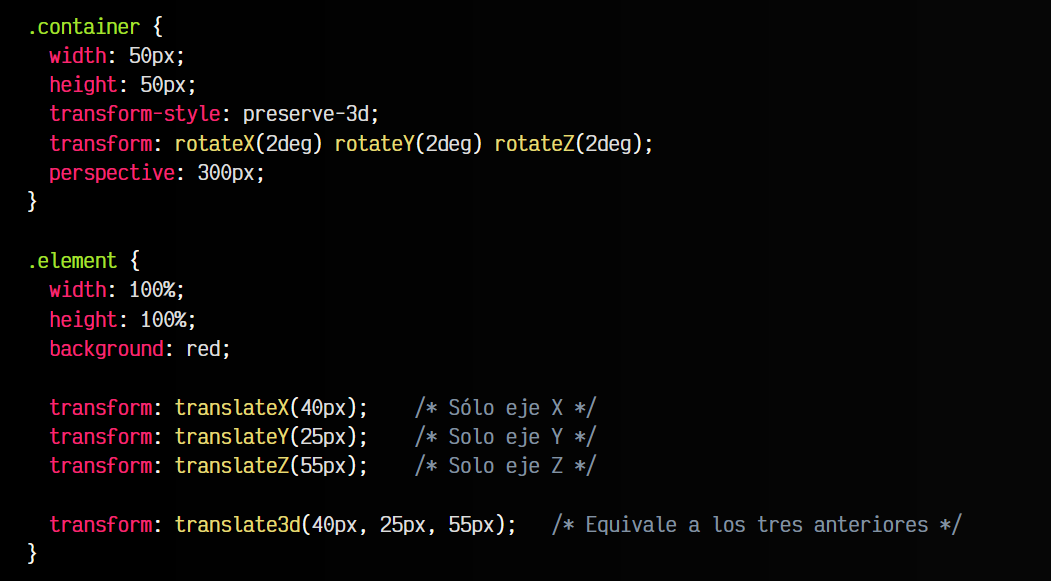 .container {
  width: 50px;
  height: 50px;
  transform-style: preserve-3d;
  transform: rotateX(2deg) rotateY(2deg) rotateZ(2deg);
  perspective: 300px;
}

.element {
  width: 100%;
  height: 100%;
  background: red;

  transform: translateX(40px);    /* Sólo eje X */
  transform: translateY(25px);    /* Solo eje Y */
  transform: translateZ(55px);    /* Solo eje Z */

  transform: translate3d(40px, 25px, 55px);   /* Equivale a los tres anteriores */
}